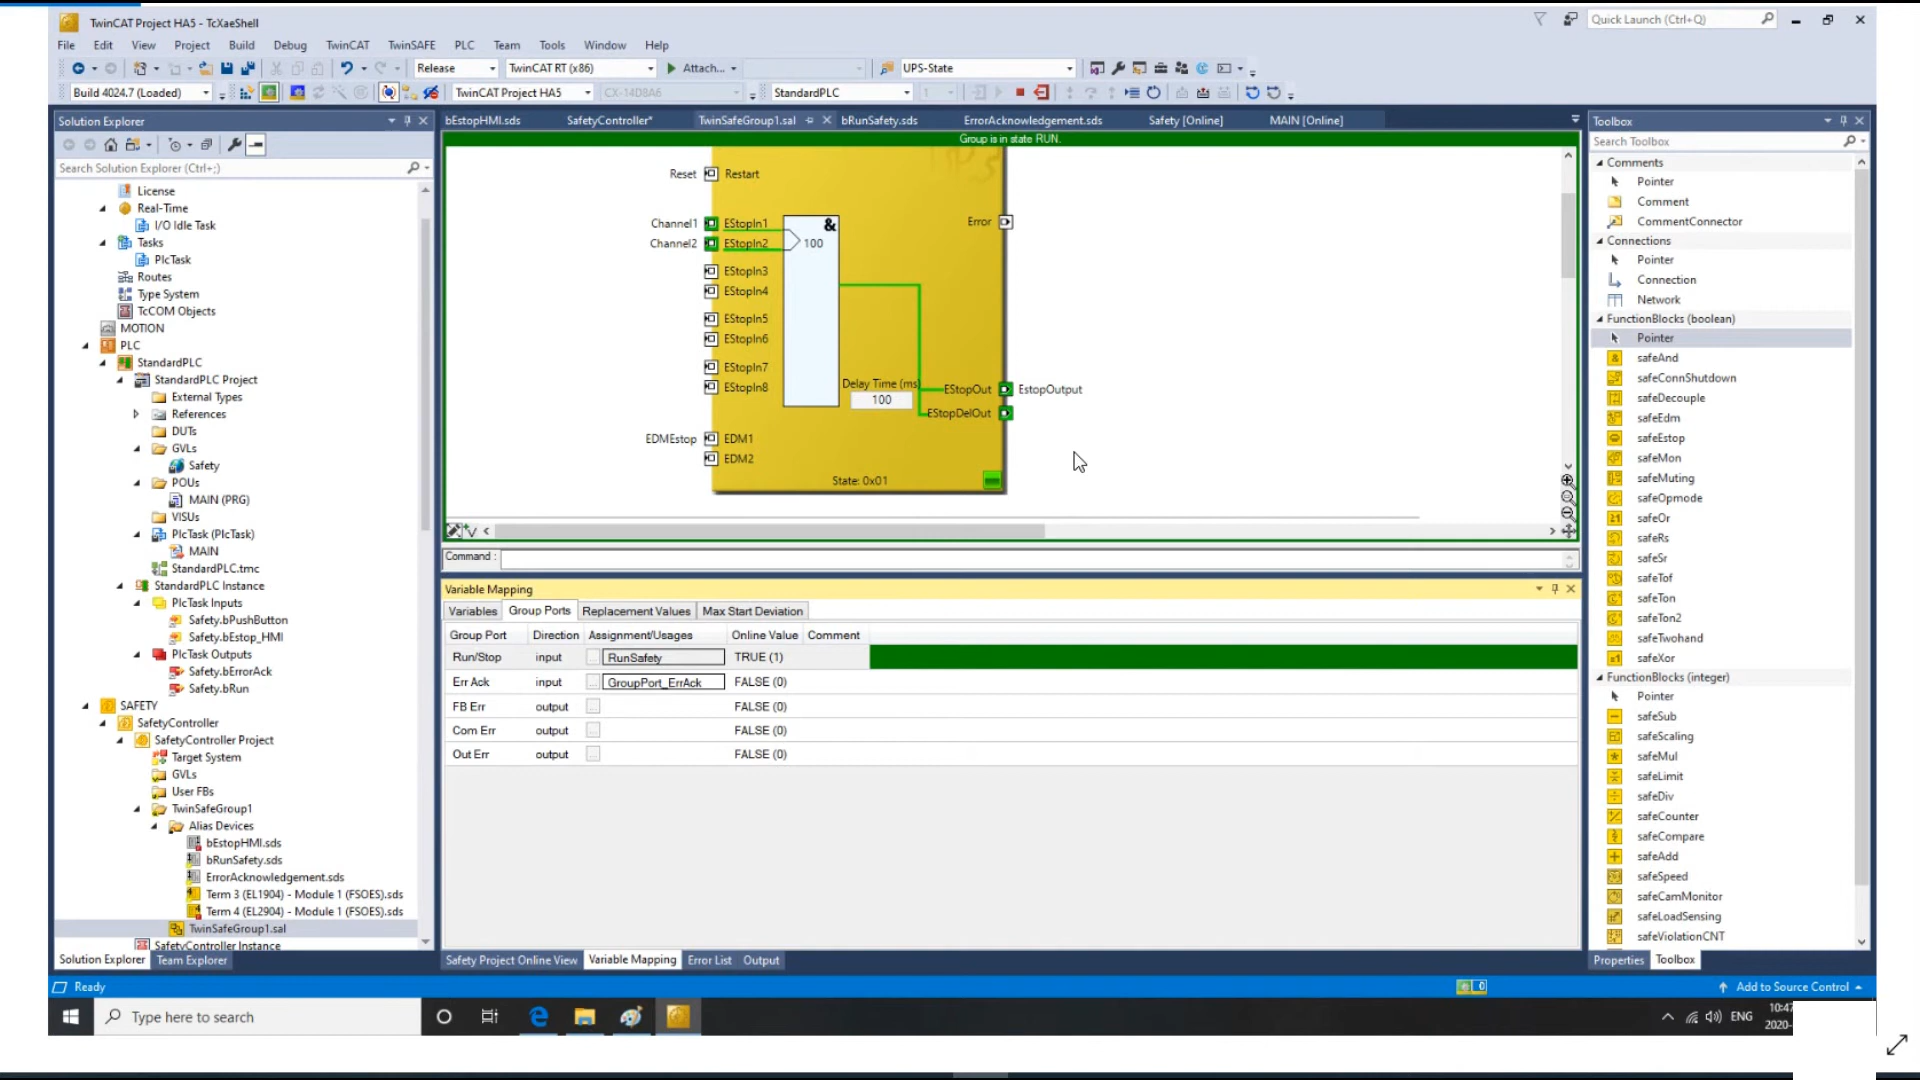 TwinCAT Project HA5 - TcXaeShell
Quick Launch (Ctrl+Q)
File Edit View Project Build Debug TwinCAT TwinSAFE PLC Team Tools Window Help
Release TwinCAT RT (x86) Attach... UPS-State
Build 4024.7 (Loaded) TwinCAT Project HA5 CX-14D8A6 StandardPLC 1
Solution Explorer
Search Solution Explorer (Ctrl+;)
License
Real-Time
I/O Idle Task
Tasks
PlcTask
Routes
Type System
TcCOM Objects
MOTION
PLC
StandardPLC
StandardPLC Project
External Types
References
DUTs
GVLs
Safety
POUs
MAIN (PRG)
VISUs
PlcTask (PlcTask)
MAIN
StandardPLC.tmc
StandardPLC Instance
PlcTask Inputs
Safety.bPushButton
Safety.bEstop_HMI
PlcTask Outputs
Safety.bErrorAck
Safety.bRun
SAFETY
SafetyController
SafetyController Project
Target System
GVLs
User FBs
TwinSafeGroup1
Alias Devices
bEstopHMI.sds
bRunSafety.sds
ErrorAcknowledgement.sds
Term 3 (EL1904) - Module 1 (FSOES).sds
Term 4 (EL2904) - Module 1 (FSOES).sds
TwinSafeGroup1.sal
SafetyController Instance
Solution Explorer Team Explorer
bEstopHMI.sds SafetyController* TwinSafeGroup1.sal bRunSafety.sds ErrorAcknowledgement.sds Safety [Online] MAIN [Online]
Group is in state RUN.
Reset Restart
Channel1 EStopIn1
Channel2 EStopIn2
&
100
Error
EStopIn3
EStopIn4
EStopIn5
EStopIn6
EStopIn7
EStopIn8
Delay Time (ms)
100
EStopOut EstopOutput
EStopDelOut
EDMEstop EDM1
EDM2
State: 0x01
Command :
Variable Mapping
Variables Group Ports Replacement Values Max Start Deviation
Group Port Direction Assignment/Usages Online Value Comment
Run/Stop input ... RunSafety TRUE (1)
Err Ack input ... GroupPort_ErrAck FALSE (0)
FB Err output ... FALSE (0)
Com Err output ... FALSE (0)
Out Err output ... FALSE (0)
Safety Project Online View Variable Mapping Error List Output
Toolbox
Search Toolbox
Comments
Pointer
Comment
CommentConnector
Connections
Pointer
Connection
Network
FunctionBlocks (boolean)
Pointer
safeAnd
safeConnShutdown
safeDecouple
safeEdm
safeEstop
safeMon
safeMuting
safeOpmode
safeOr
safeRs
safeSr
safeTof
safeTon
safeTon2
safeTwohand
safeXor
FunctionBlocks (integer)
Pointer
safeSub
safeScaling
safeMul
safeLimit
safeDiv
safeCounter
safeCompare
safeAdd
safeSpeed
safeCamMonitor
safeLoadSensing
safeViolationCNT
Properties Toolbox
Ready 0 Add to Source Control
Type here to search
ENG
10:47
2020-